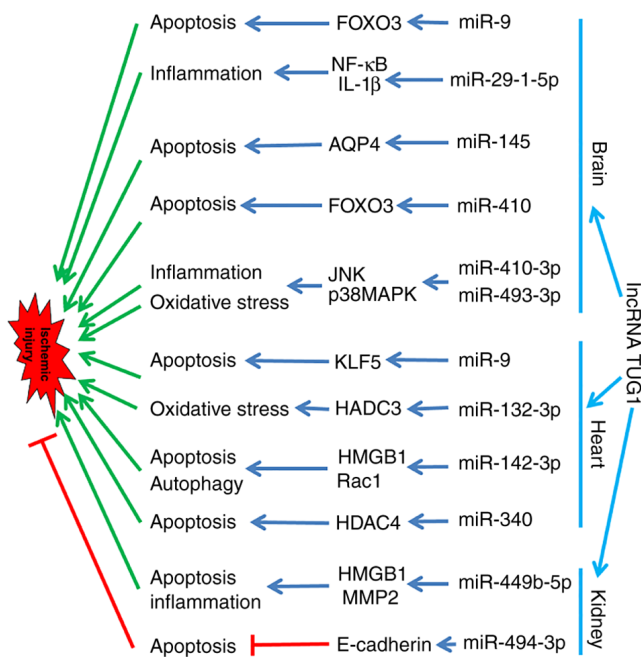 Apoptosis FOXO3 miR-9
Inflammation NF-κB
IL-1β miR-29-1-5p
Apoptosis AQP4 miR-145
Apoptosis FOXO3 miR-410
Inflammation JNK miR-410-3p
Oxidative stress p38MAPK miR-493-3p
Brain
Apoptosis KLF5 miR-9
Oxidative stress HADC3 miR-132-3p
Apoptosis HMGB1 miR-142-3p
Autophagy Rac1
Apoptosis HDAC4 miR-340
Heart
Apoptosis HMGB1 miR-449b-5p
inflammation MMP2
Apoptosis E-cadherin miR-494-3p
Kidney
lncRNA TUG1
Ischemic
injury